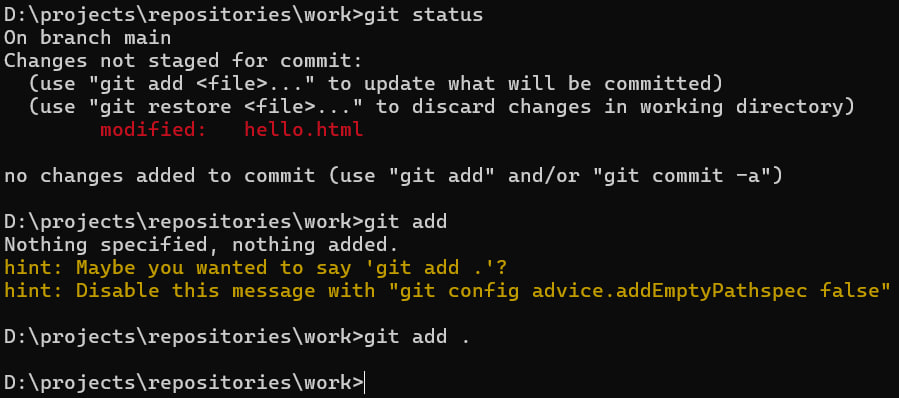 D:\projects\repositories\work>git status
On branch main
Changes not staged for commit:
  (use "git add <file>..." to update what will be committed)
  (use "git restore <file>..." to discard changes in working directory)
        modified:   hello.html

no changes added to commit (use "git add" and/or "git commit -a")

D:\projects\repositories\work>git add
Nothing specified, nothing added.
hint: Maybe you wanted to say 'git add .'?
hint: Disable this message with "git config advice.addEmptyPathspec false"

D:\projects\repositories\work>git add .

D:\projects\repositories\work>